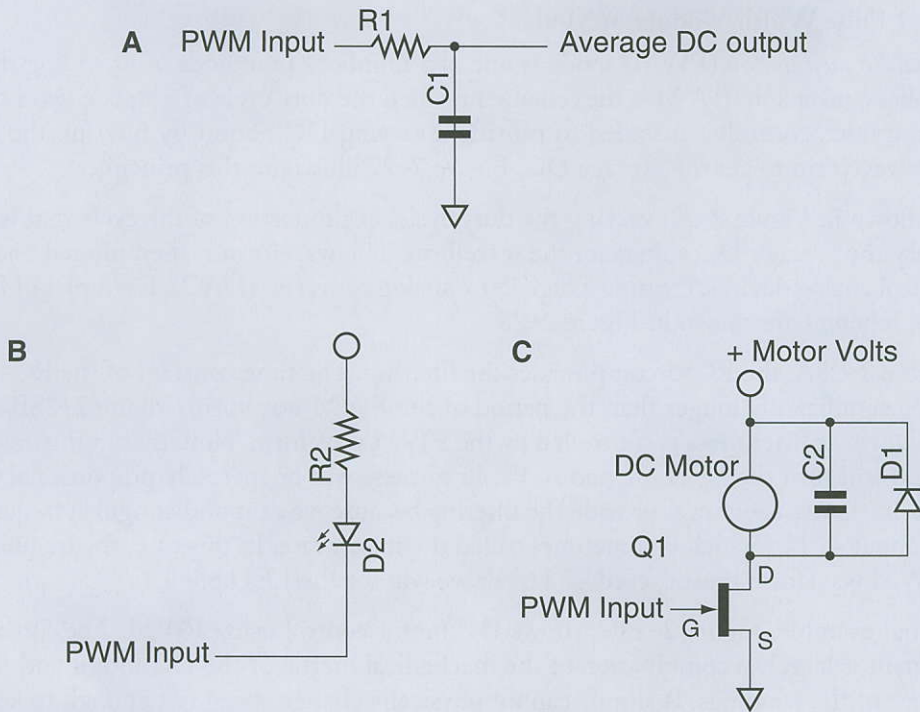 A
PWM Input
R1
Average DC output
C1
B
R2
D2
PWM Input
C
+ Motor Volts
DC Motor
C2
D1
Q1
D
PWM Input
G
S